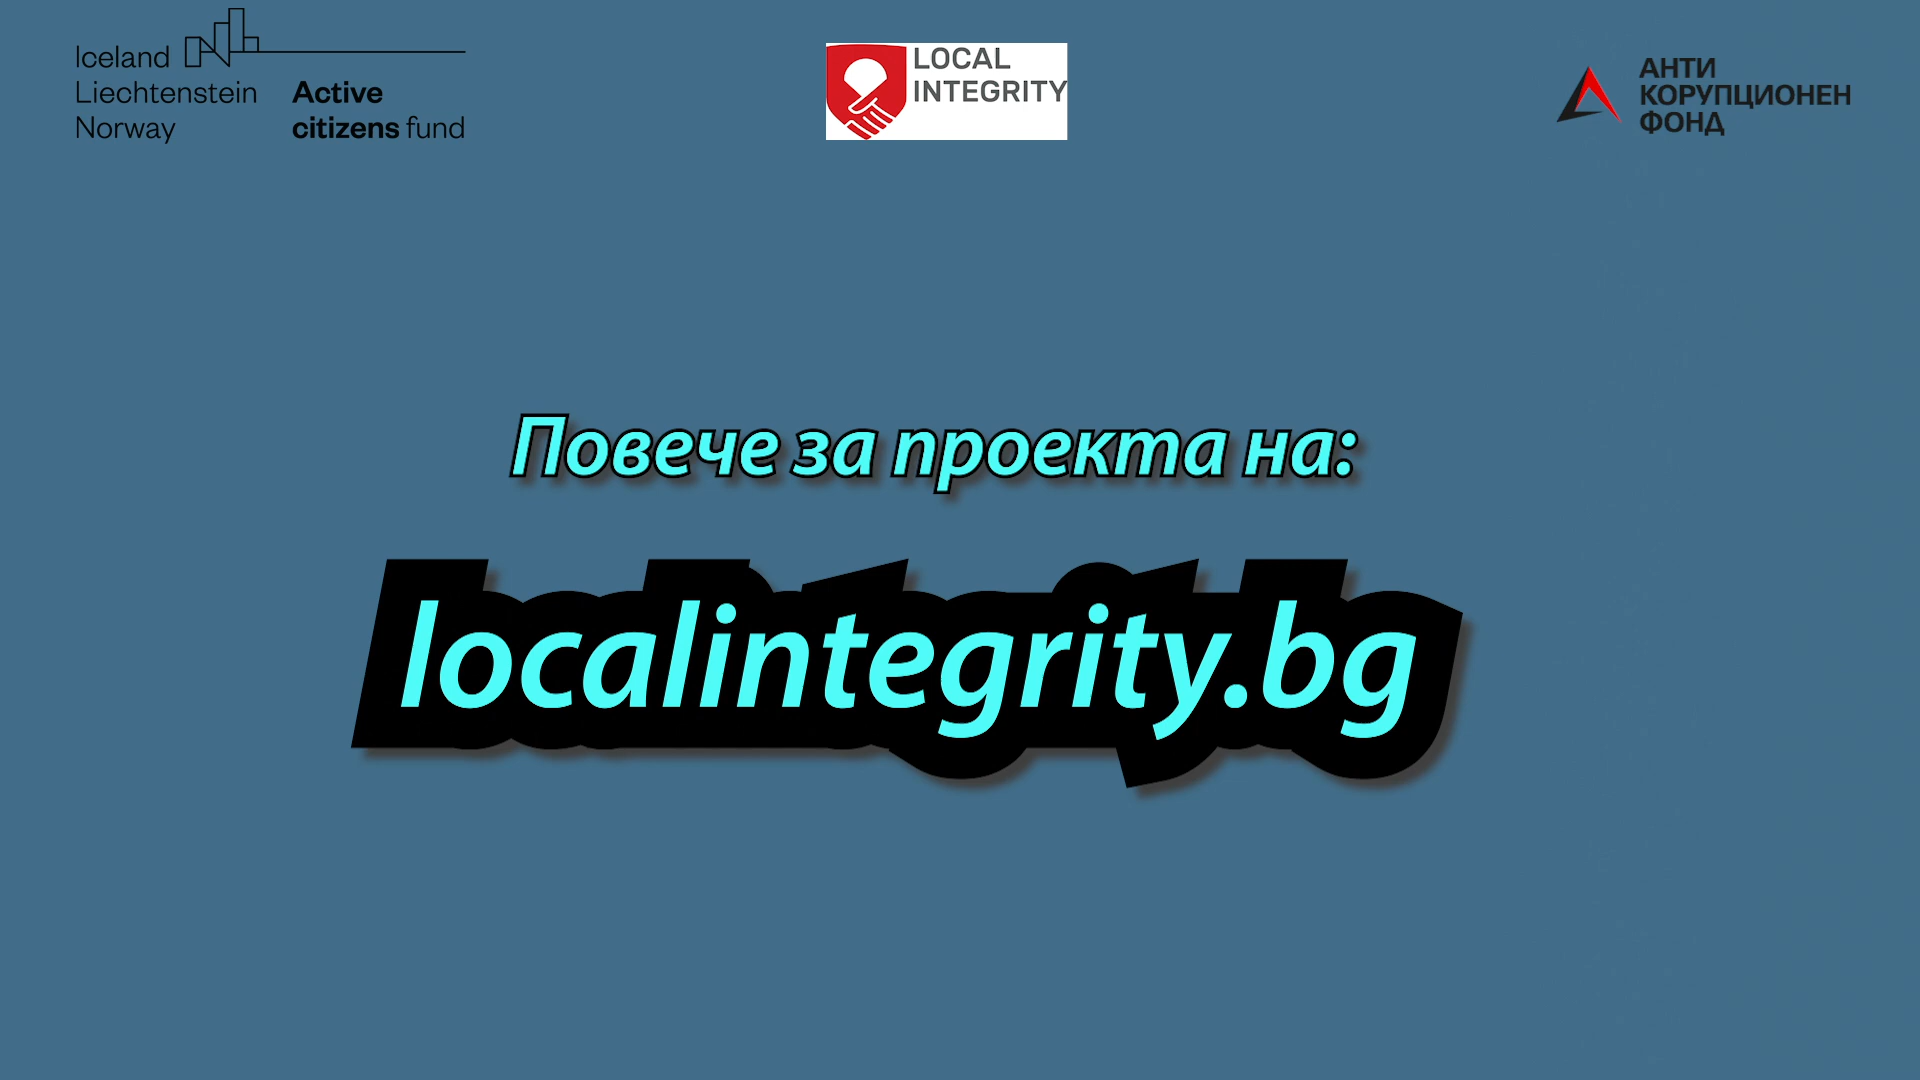 Iceland
Liechtenstein
Norway
Active
citizens fund
LOCAL
INTEGRITY
АНТИ
КОРУПЦИОНЕН
ФОНД
Повече за проекта на:
localintegrity.bg